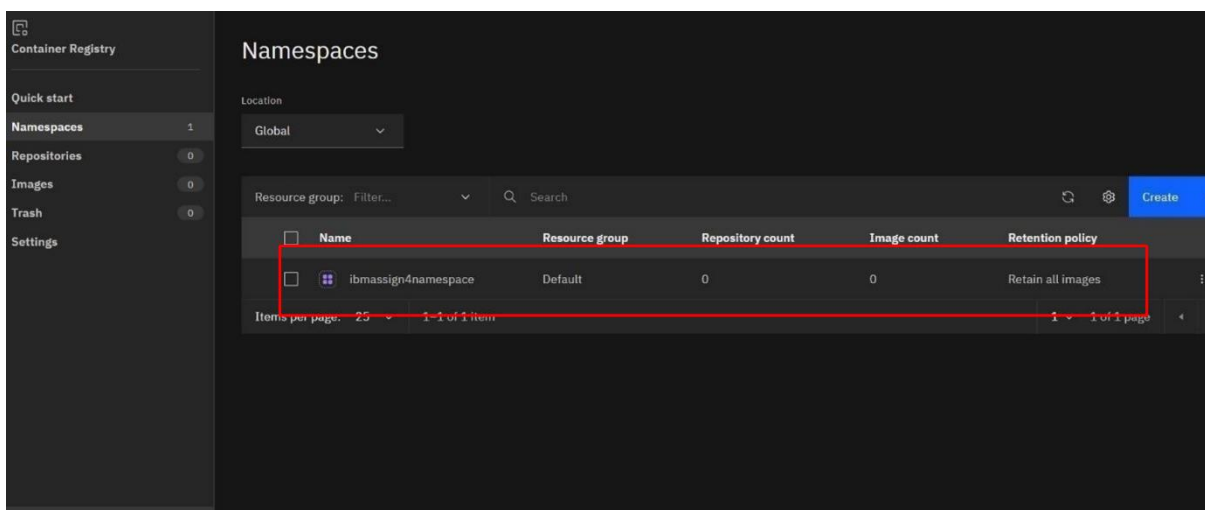 Container Registry
Quick start
Namespaces 1
Repositories 0
Images 0
Trash 0
Settings
Namespaces
Location
Global
Resource group: Filter... Search Create
Name Resource group Repository count Image count Retention policy
ibmassign4namespace Default 0 0 Retain all images
Items per page: 25 1–1 of 1 item 1 1 of 1 page